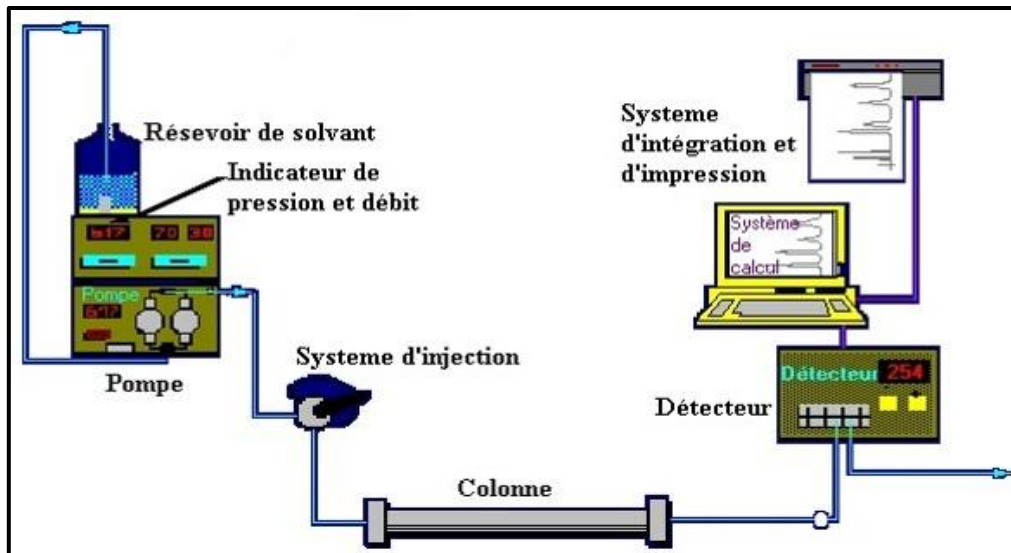 Résevoir de solvant
Indicateur de
pression et débit
70
Pompe
Pompe
Systeme d'injection
Colonne
Systeme
d'intégration et
d'impression
Système
de
calcul
Détecteur
254
Détecteur